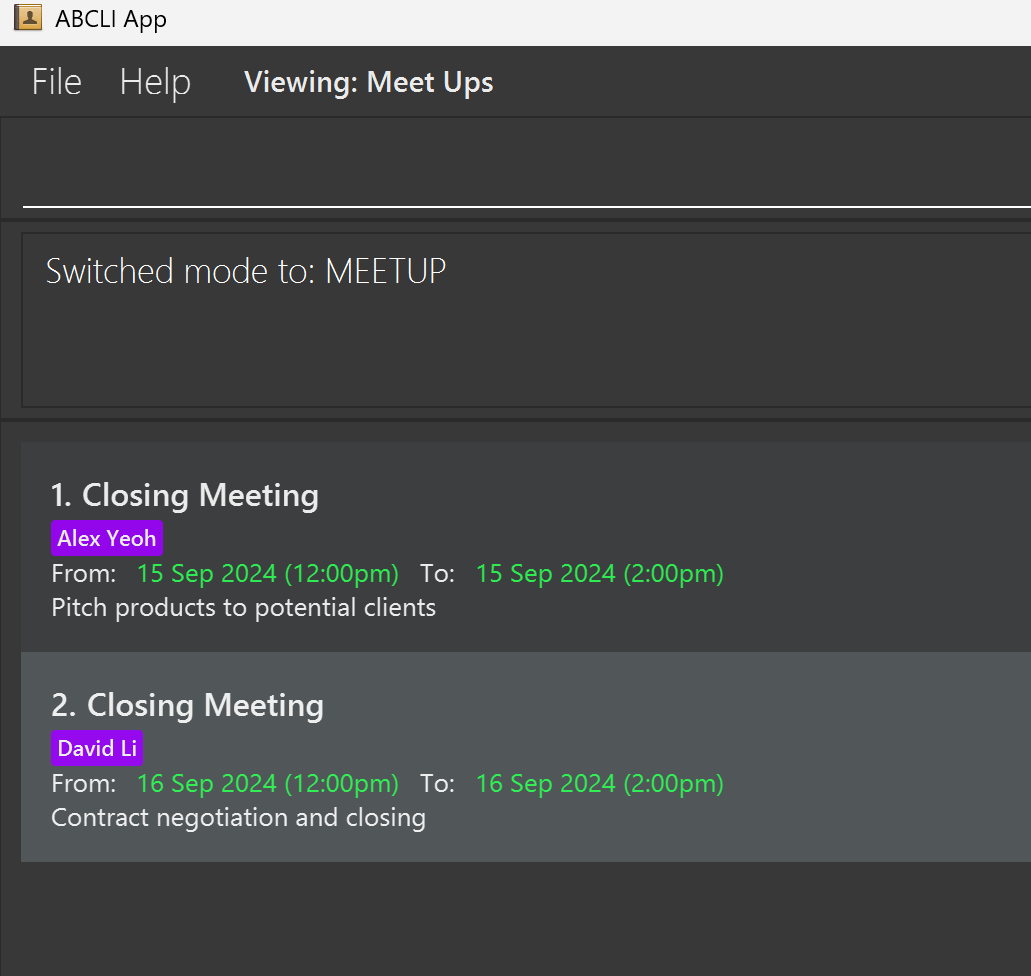 ABCLI App
File Help Viewing: Meet Ups
Switched mode to: MEETUP
1. Closing Meeting
Alex Yeoh
From: 15 Sep 2024 (12:00pm) To: 15 Sep 2024 (2:00pm)
Pitch products to potential clients
2. Closing Meeting
David Li
From: 16 Sep 2024 (12:00pm) To: 16 Sep 2024 (2:00pm)
Contract negotiation and closing